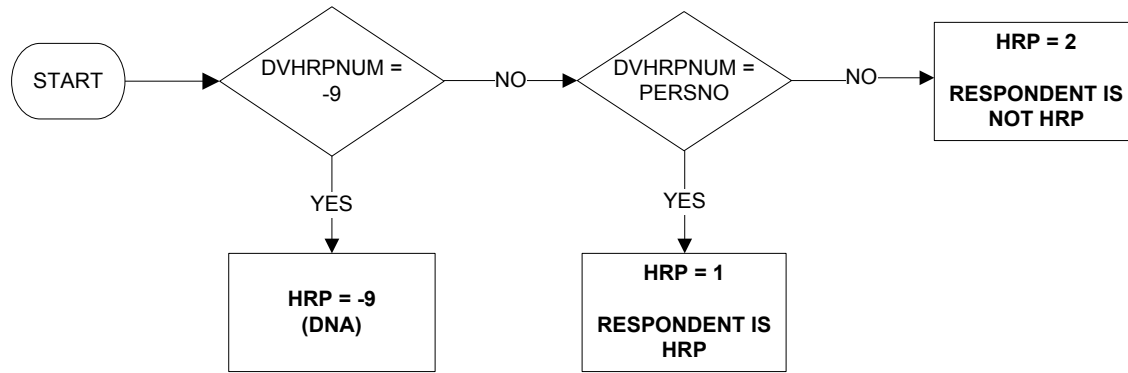 START
DVHRPNUM =
-9
NO
DVHRPNUM =
PERSNO
NO
HRP = 2
RESPONDENT IS
NOT HRP
YES
YES
HRP = -9
(DNA)
HRP = 1
RESPONDENT IS
HRP